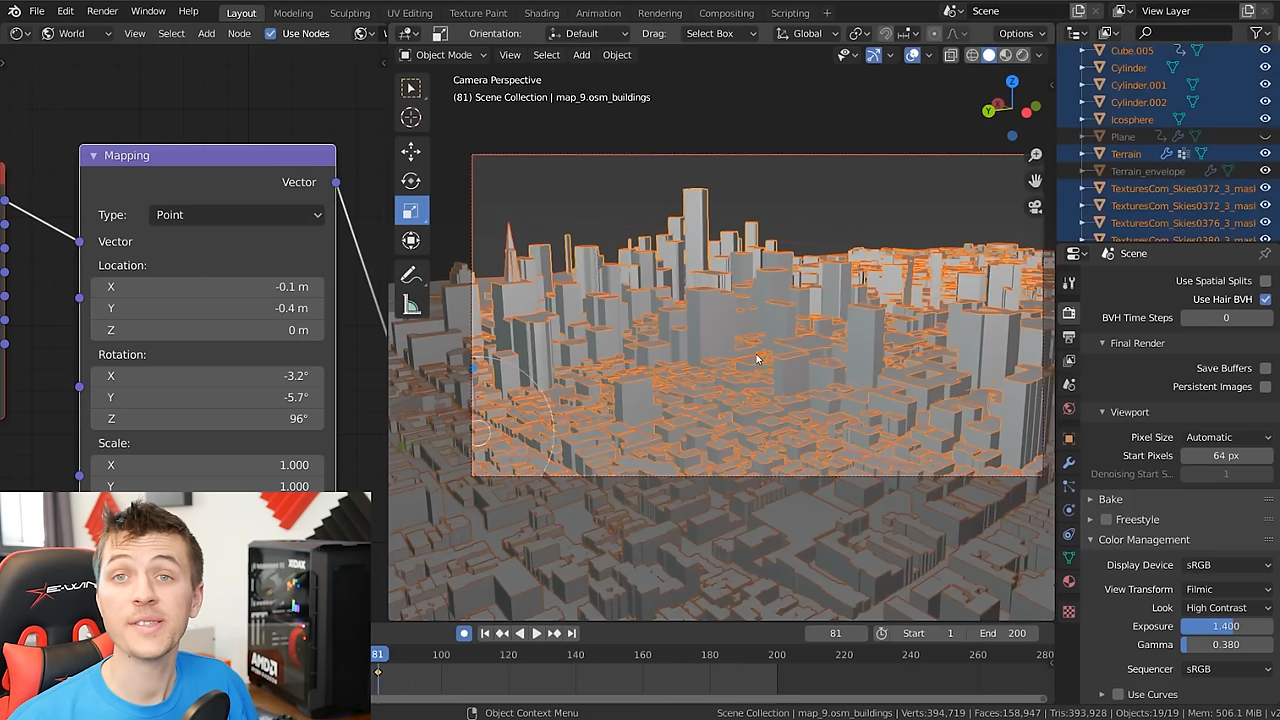 File Edit Render Window Help Layout Modeling Sculpting UV Editing Texture Paint Shading Animation Rendering Compositing Scripting + Scene View Layer
World View Select Add Node Use Nodes
Orientation: Default Drag: Select Box Global Options
Object Mode View Select Add Object
Camera Perspective
(81) Scene Collection | map_9.osm_buildings
Z
Y
Mapping
Vector
Type: Point
Vector
Location:
X -0.1 m
Y -0.4 m
Z 0 m
Rotation:
X -3.2°
Y -5.7°
Z 96°
Scale:
X 1.000
Y 1.000
Cube.005
Cylinder
Cylinder.001
Cylinder.002
Icosphere
Plane
Terrain
Terrain_envelope
TexturesCom_Skies0372_3_mask
TexturesCom_Skies0372_3_mask
TexturesCom_Skies0376_3_mask
TexturesCom_Skies0380_3_mask
Scene
Use Spatial Splits
Use Hair BVH
BVH Time Steps 0
Final Render
Save Buffers
Persistent Images
Viewport
Pixel Size Automatic
Start Pixels 64 px
Denoising Start S... 1
Bake
Freestyle
Color Management
Display Device sRGB
View Transform Filmic
Look High Contrast
Exposure 1.400
Gamma 0.380
Sequencer sRGB
Use Curves
81 Start 1 End 200
81 100 120 140 160 180 200 220 240 260 280
XIDAX
E-WIN
AMD
Object Context Menu
Scene Collection | map_9.osm_buildings | Verts:394,719 | Faces:158,947 | Tris:393,928 | Objects:19/19 | Mem: 506.1 MiB | v2